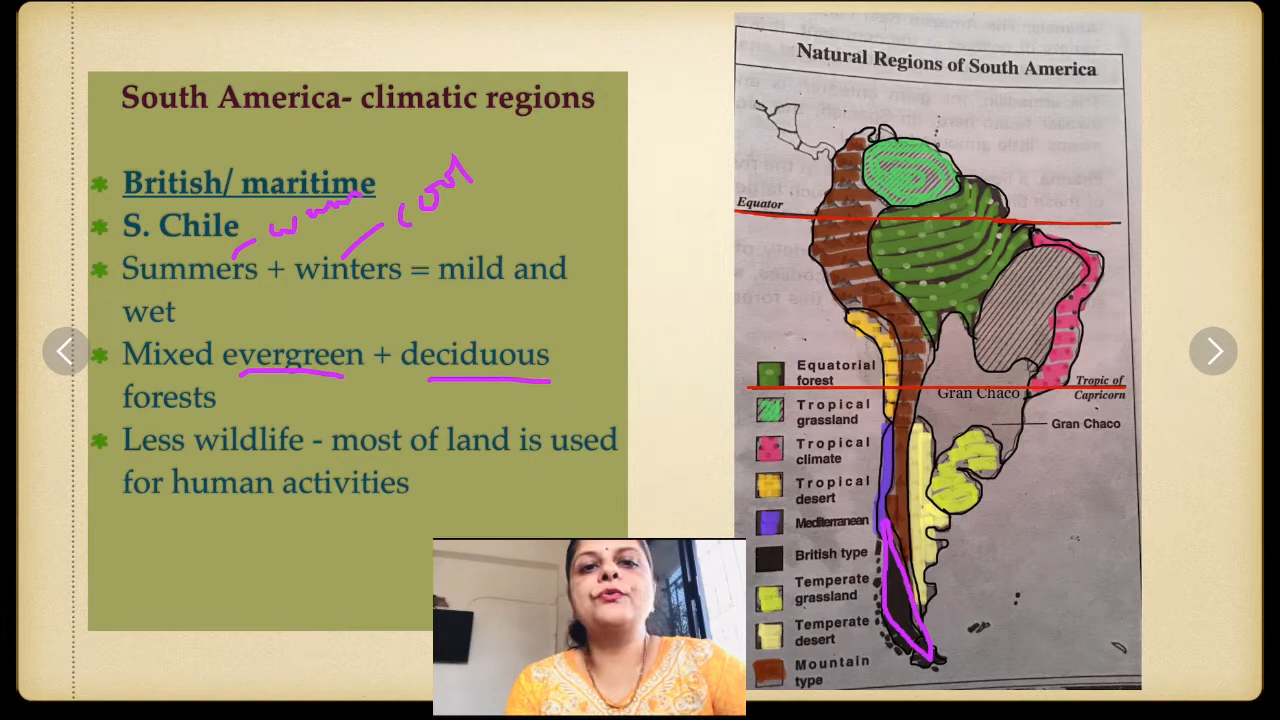 South America- climatic regions
British/ maritime
S. Chile
warm
cool
Summers + winters = mild and
wet
Mixed evergreen + deciduous
forests
Less wildlife - most of land is used
for human activities
Natural Regions of South America
Equator
Tropic of
Capricorn
Gran Chaco
Gran Chaco
Equatorial
forest
Tropical
grassland
Tropical
climate
Tropical
desert
Mediterranean
British type
Temperate
grassland
Temperate
desert
Mountain
type